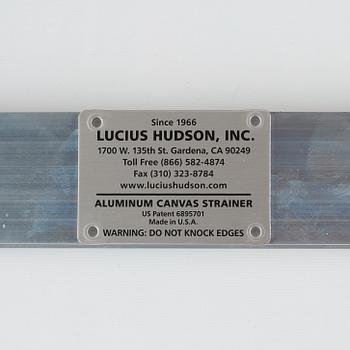 Since 1966
LUCIUS HUDSON, INC.
1700 W. 135th St. Gardena, CA 90249
Toll Free (866) 582-4874
Fax (310) 323-8784
www.luciushudson.com
ALUMINUM CANVAS STRAINER
US Patent 6895701
Made in U.S.A.
WARNING: DO NOT KNOCK EDGES